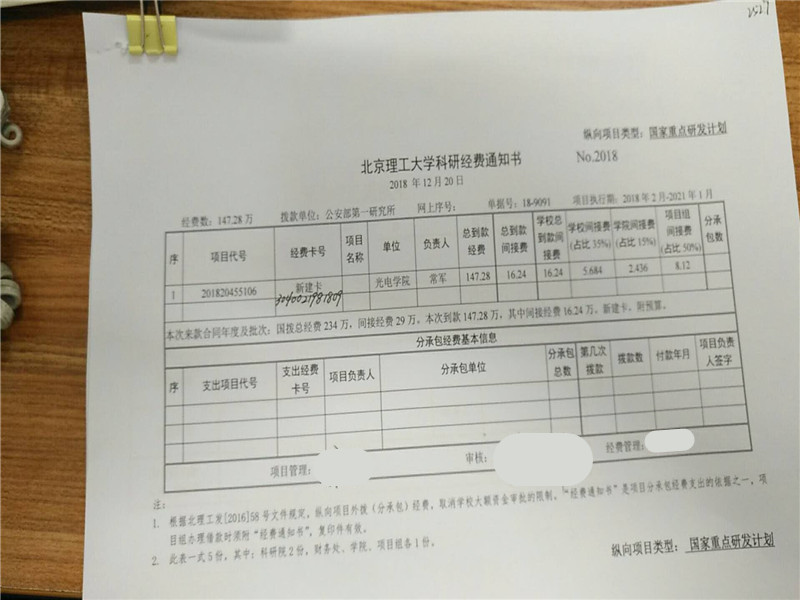 2527
纵向项目类型：国家重点研发计划
北京理工大学科研经费通知书 No.2018
2018 年 12 月 20 日
经费数：147.28 万 拨款单位：公安部第一研究所 网上序号： 单据号：18-9091 项目执行期：2018 年 2 月-2021 年 1 月
序 项目代号 经费卡号 项目名称 单位 负责人 总到款经费 总到款间接费 学校总到款间接费 学校间接费(占比 35%) 学院间接费(占比 15%) 项目组间接费(占比 50%) 分承包数
1 201820455106 新建卡 光电学院 常军 147.28 16.24 16.24 5.684 2.436 8.12
3040021981809
本次来款合同年度及批次：国拨总经费 234 万，间接经费 29 万。本次到款 147.28 万，其中间接经费 16.24 万。新建卡。附预算。
分承包经费基本信息
序 支出项目代号 支出经费卡号 项目负责人 分承包单位 分承包总数 第几次拨款 拨款数 付款年月 项目负责人签字
项目管理： 审核： 经费管理：
注：
1. 根据北理工发[2016]58 号文件规定，纵向项目外拨（分承包）经费，取消学校大额资金审批的限制。“经费通知书”是项目分承包经费支出的依据之一，项
目组办理借款时须附“经费通知书”，复印件有效。
2. 此表一式 5 份，其中：科研院 2 份，财务处、学院、项目组各 1 份。
纵向项目类型：国家重点研发计划